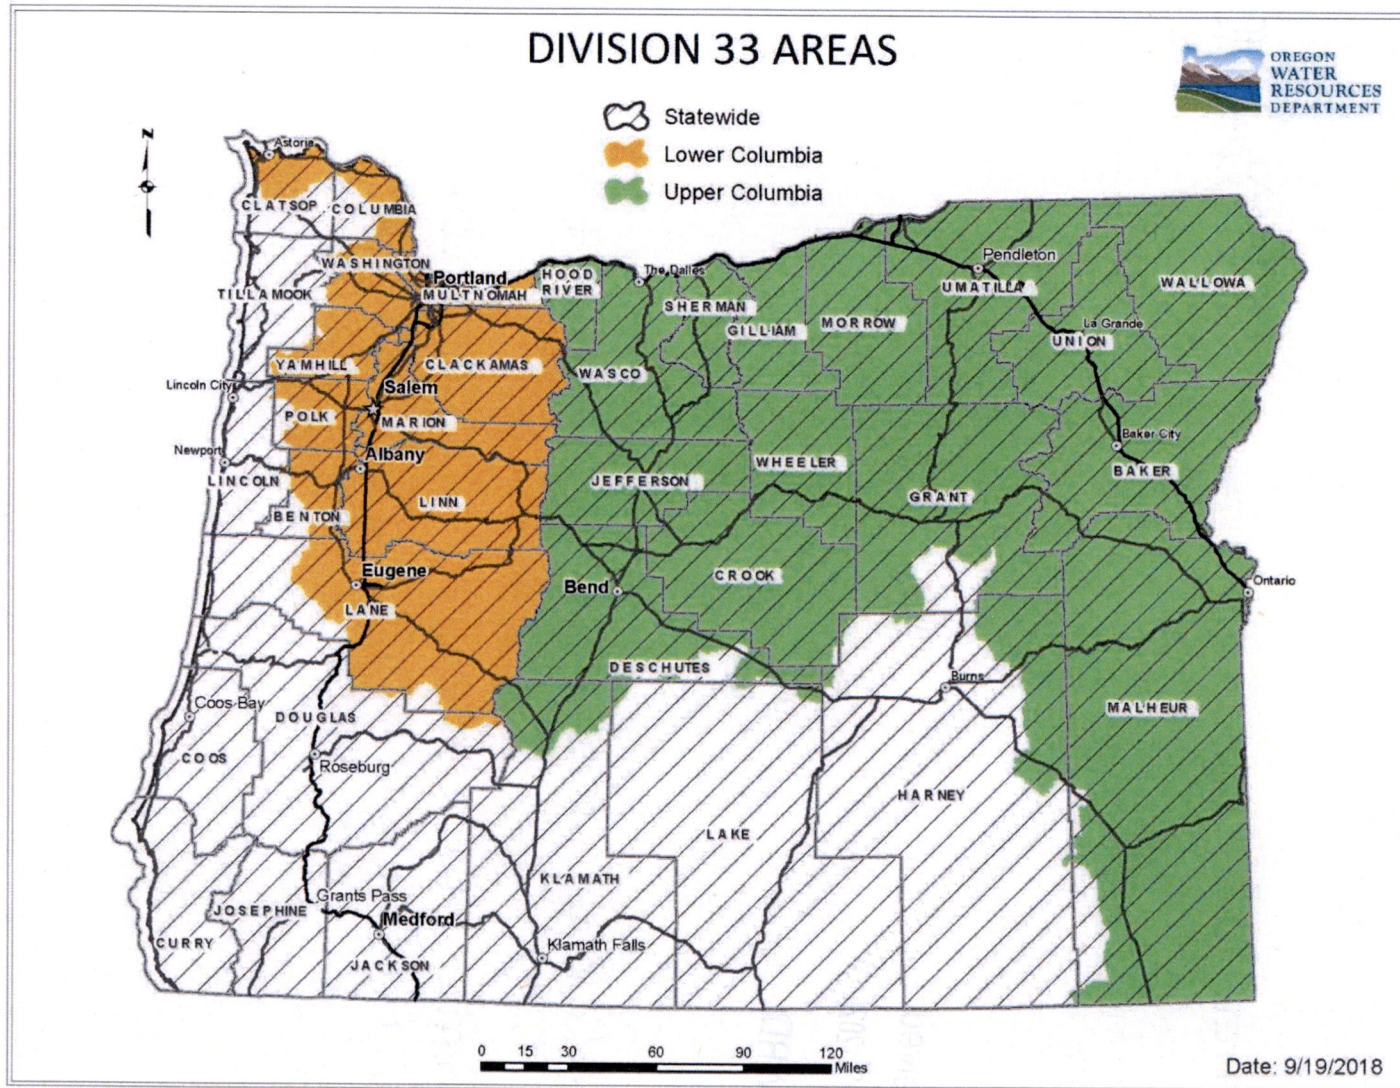 DIVISION 33 AREAS
OREGON
WATER
RESOURCES
DEPARTMENT
Statewide
Lower Columbia
Upper Columbia
N
Astoria
CLATSOP
COLUMBIA
WASHINGTON
Portland
HOOD
RIVER
The Dalles
Pendleton
TILLAMOOK
MULTNOMAH
SHERMAN
UMATILLA
WALLOWA
GILLIAM
MORROW
La Grande
UNION
YAMHILL
CLACKAMAS
WASCO
Lincoln City
Salem
POLK
MARION
Baker City
Newport
Albany
WHEELER
BAKER
LINCOLN
JEFFERSON
LINN
GRANT
BENTON
Eugene
CROOK
Bend
Ontario
LANE
DESCHUTES
Burns
Coos Bay
DOUGLAS
MALHEUR
COOS
Roseburg
HARNEY
LAKE
KLAMATH
Grants Pass
JOSEPHINE
Medford
CURRY
Klamath Falls
JACKSON
0 15 30 60 90 120
Miles
Date: 9/19/2018